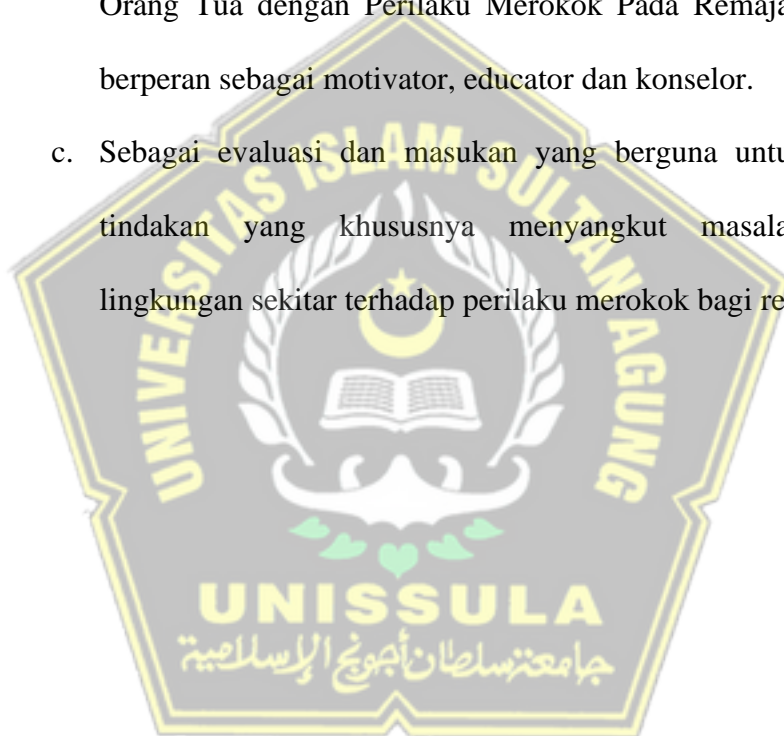 Orang Tua dengan Perilaku Merokok Pada Remaja
berperan sebagai motivator, educator dan konselor.
c. Sebagai evaluasi dan masukan yang berguna untu
tindakan yang khususnya menyangkut masala
lingkungan sekitar terhadap perilaku merokok bagi re
UNIVERSITAS ISLAM SULTAN AGUNG
UNISSULA
جامعة سلطان أجونج الإسلامية